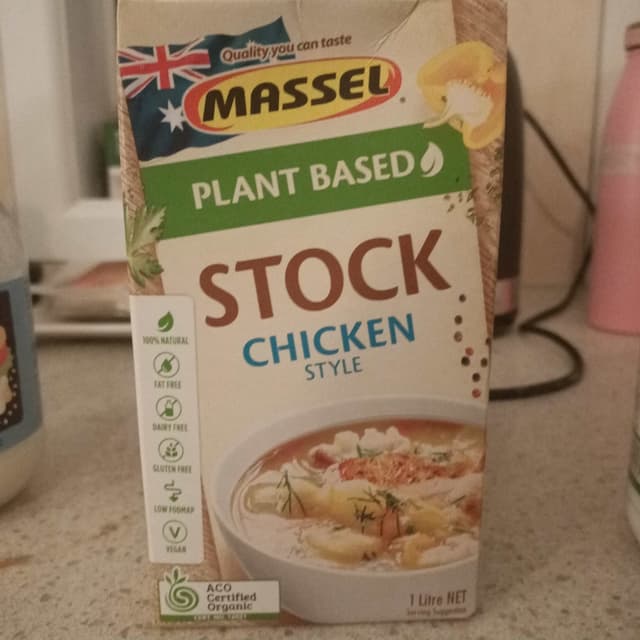 Quality you can taste
MASSEL
PLANT BASED
STOCK
CHICKEN
STYLE
100% NATURAL
FAT FREE
DAIRY FREE
GLUTEN FREE
LOW FODMAP
V
VEGAN
ACO
Certified
Organic
1 Litre NET
Serving Suggestion